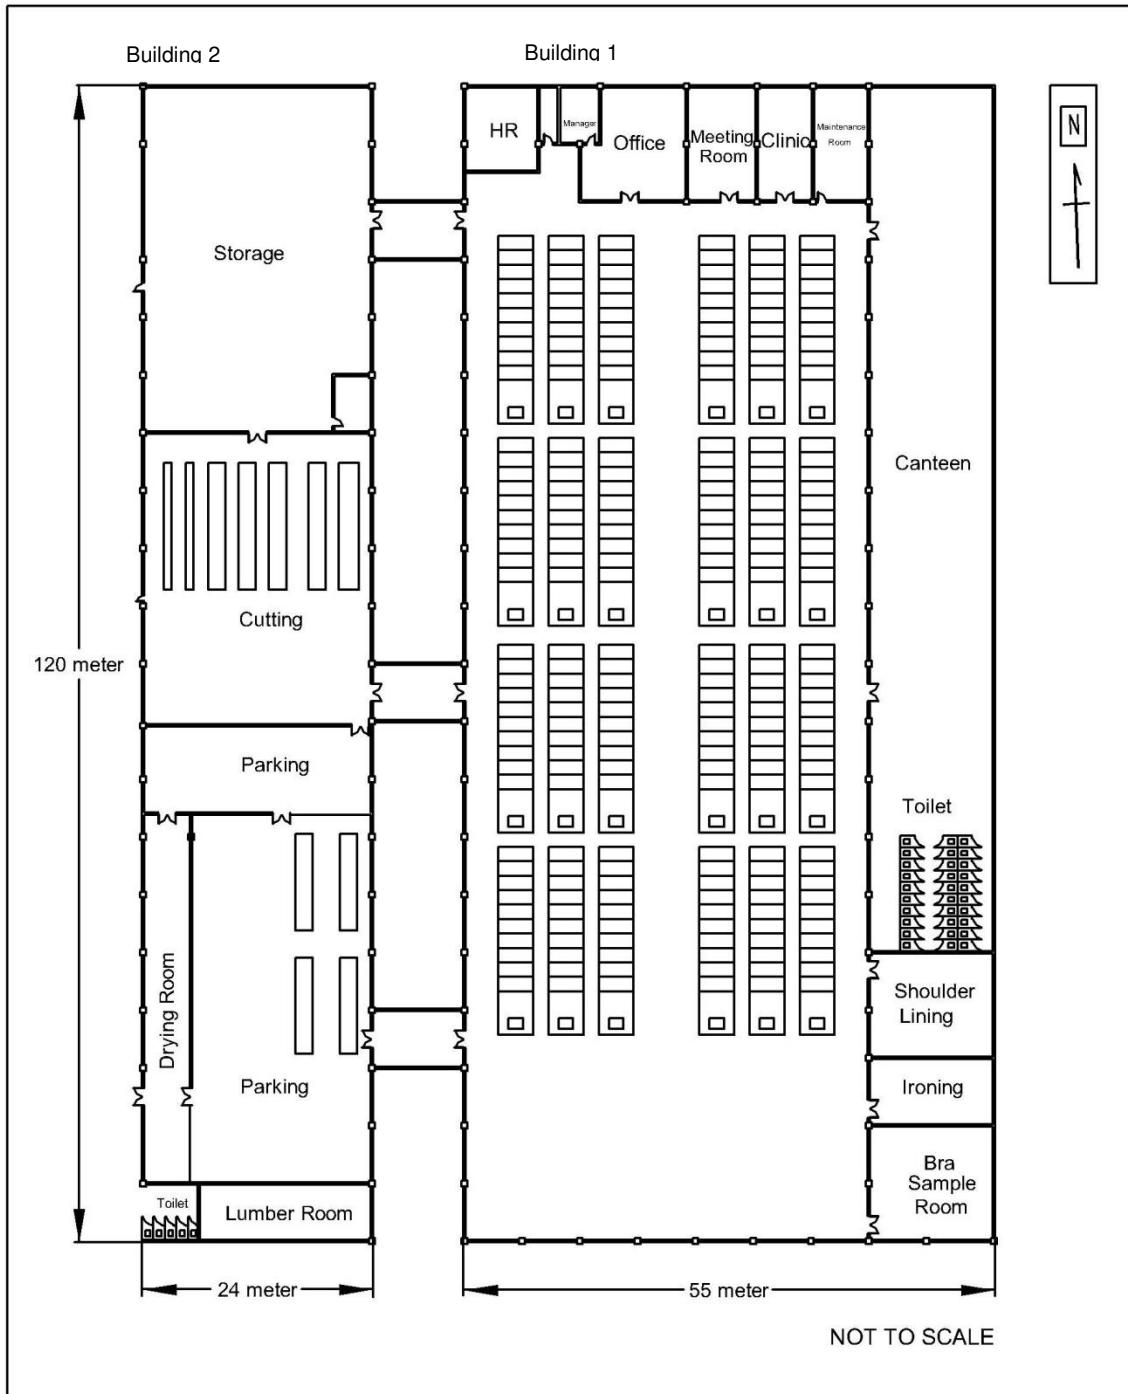 Building 2
Building 1
N
HR
Manager
Office
Meeting
Room
Clinic
Maintenance
Room
Storage
Canteen
Cutting
120 meter
Parking
Toilet
Drying Room
Shoulder
Lining
Parking
Ironing
Bra
Sample
Room
Toilet
Lumber Room
24 meter
55 meter
NOT TO SCALE